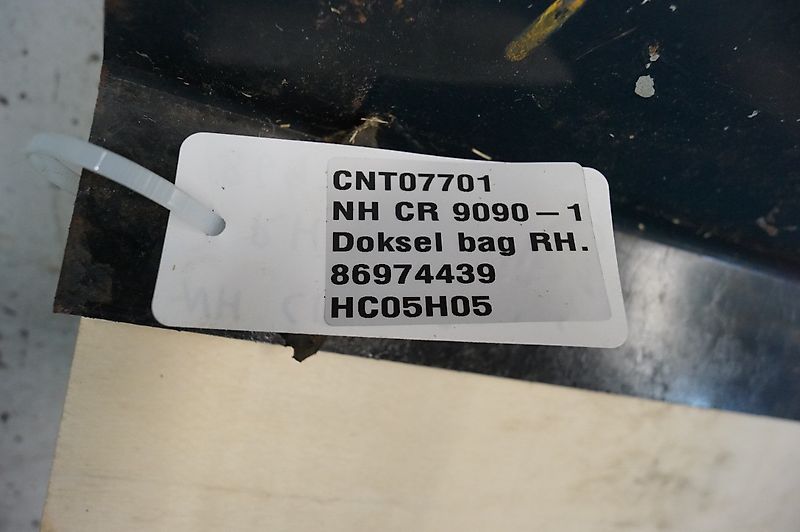 CNT07701
NH CR 9090-1
Doksel bag RH.
86974439
HC05H05